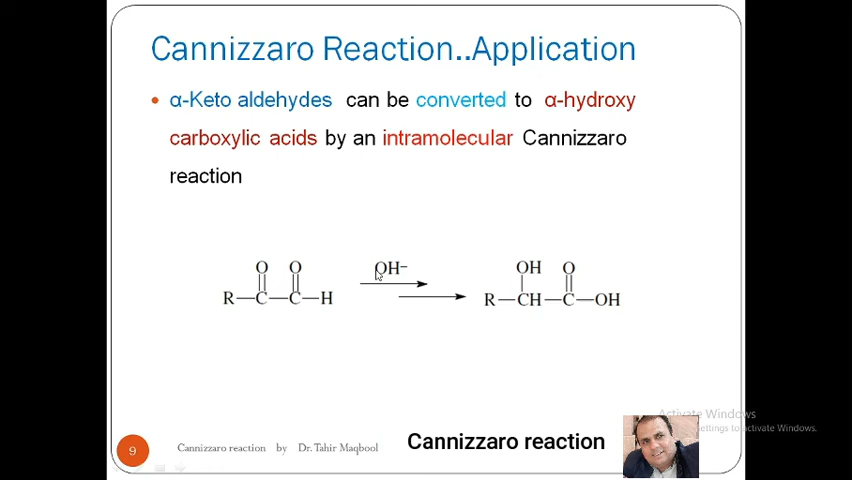 Cannizzaro Reaction..Application
• α-Keto aldehydes can be converted to α-hydroxy
carboxylic acids by an intramolecular Cannizzaro
reaction
O O OH⁻ OH O
R—C—C—H R—CH—C—OH
Activate Windows
settings to activate Windows.
9 Cannizzaro reaction by Dr. Tahir Maqbool Cannizzaro reaction